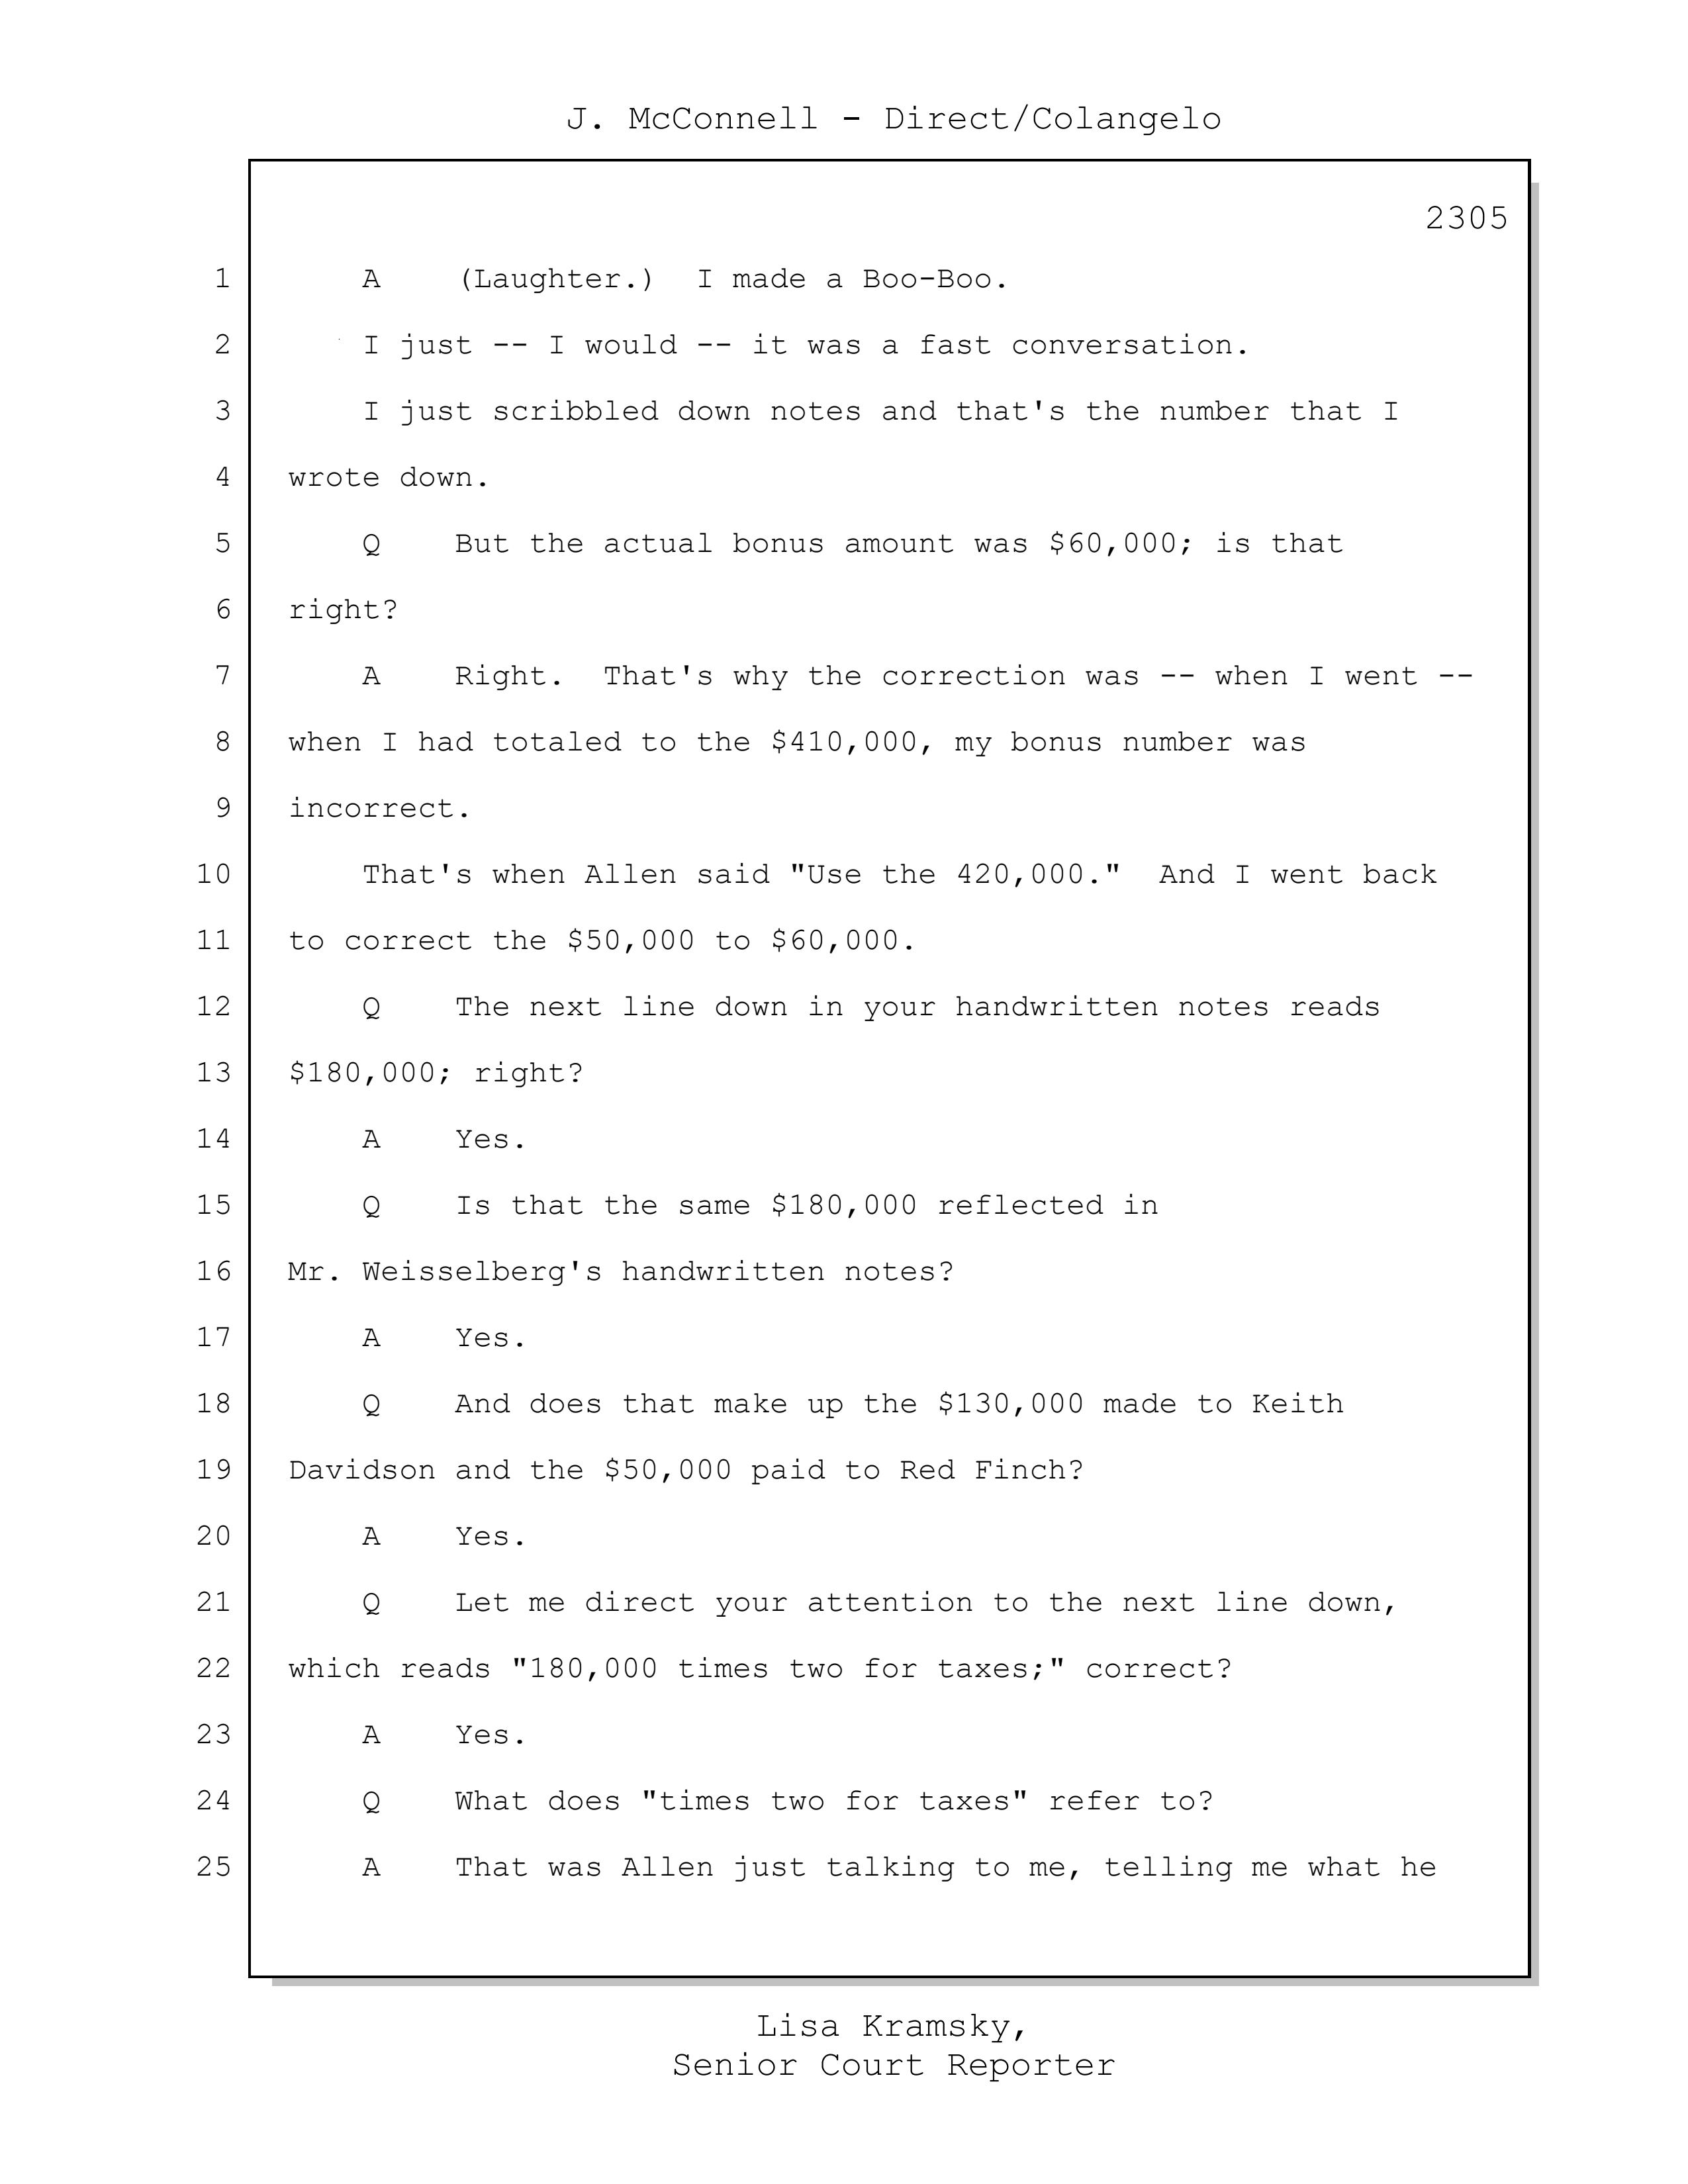 J. McConnell - Direct/Colangelo
2305
1 A (Laughter.) I made a Boo-Boo.
2 I just -- I would -- it was a fast conversation.
3 I just scribbled down notes and that's the number that I
4 wrote down.
5 Q But the actual bonus amount was $60,000; is that
6 right?
7 A Right. That's why the correction was -- when I went --
8 when I had totaled to the $410,000, my bonus number was
9 incorrect.
10 That's when Allen said "Use the 420,000." And I went back
11 to correct the $50,000 to $60,000.
12 Q The next line down in your handwritten notes reads
13 $180,000; right?
14 A Yes.
15 Q Is that the same $180,000 reflected in
16 Mr. Weisselberg's handwritten notes?
17 A Yes.
18 Q And does that make up the $130,000 made to Keith
19 Davidson and the $50,000 paid to Red Finch?
20 A Yes.
21 Q Let me direct your attention to the next line down,
22 which reads "180,000 times two for taxes;" correct?
23 A Yes.
24 Q What does "times two for taxes" refer to?
25 A That was Allen just talking to me, telling me what he
Lisa Kramsky,
Senior Court Reporter